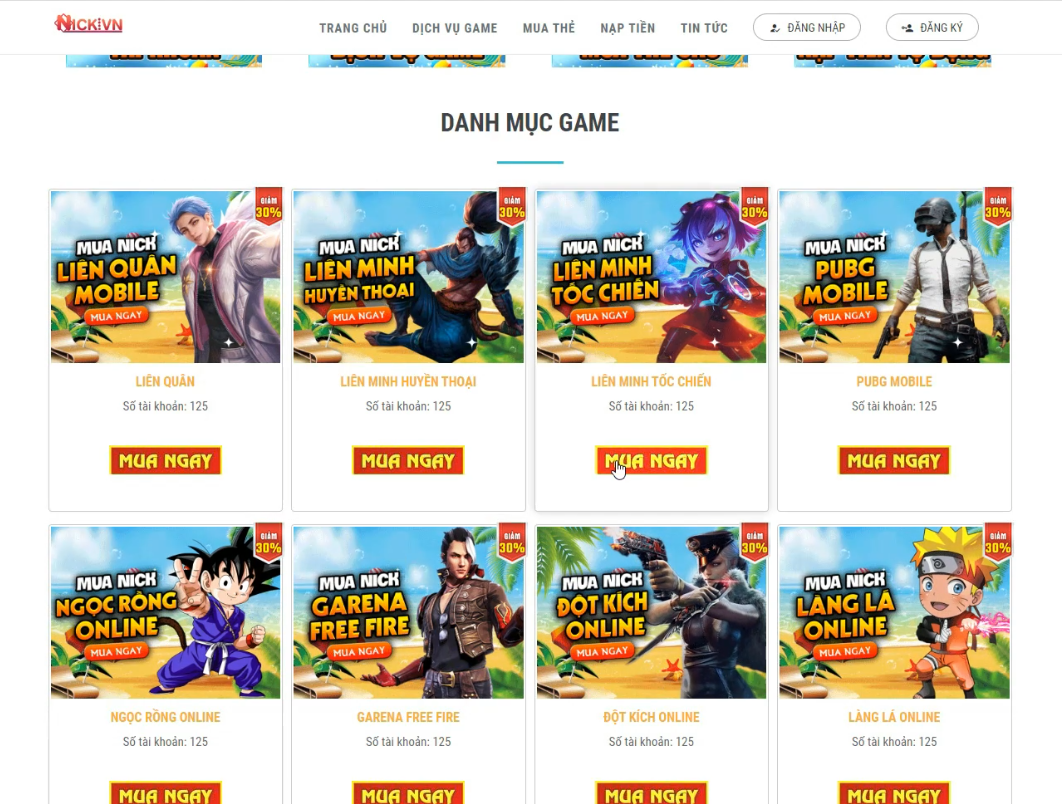 NICK.VN
TRANG CHỦ
DỊCH VỤ GAME
MUA THẺ
NẠP TIỀN
TIN TỨC
ĐĂNG NHẬP
ĐĂNG KÝ
DANH MỤC GAME
GIẢM
30%
MUA NICK
LIÊN QUÂN
MOBILE
MUA NGAY
LIÊN QUÂN
Số tài khoản: 125
MUA NGAY
GIẢM
30%
MUA NICK
LIÊN MINH
HUYỀN THOẠI
MUA NGAY
LIÊN MINH HUYỀN THOẠI
Số tài khoản: 125
MUA NGAY
GIẢM
30%
MUA NICK
LIÊN MINH
TỐC CHIẾN
MUA NGAY
LIÊN MINH TỐC CHIẾN
Số tài khoản: 125
MUA NGAY
GIẢM
30%
MUA NICK
PUBG
MOBILE
MUA NGAY
PUBG MOBILE
Số tài khoản: 125
MUA NGAY
GIẢM
30%
MUA NICK
NGỌC RỒNG
ONLINE
MUA NGAY
NGỌC RỒNG ONLINE
Số tài khoản: 125
MUA NGAY
GIẢM
30%
MUA NICK
GARENA
FREE FIRE
MUA NGAY
GARENA FREE FIRE
Số tài khoản: 125
MUA NGAY
GIẢM
30%
MUA NICK
ĐỘT KÍCH
ONLINE
MUA NGAY
ĐỘT KÍCH ONLINE
Số tài khoản: 125
MUA NGAY
GIẢM
30%
MUA NICK
LÀNG LÁ
ONLINE
MUA NGAY
LÀNG LÁ ONLINE
Số tài khoản: 125
MUA NGAY